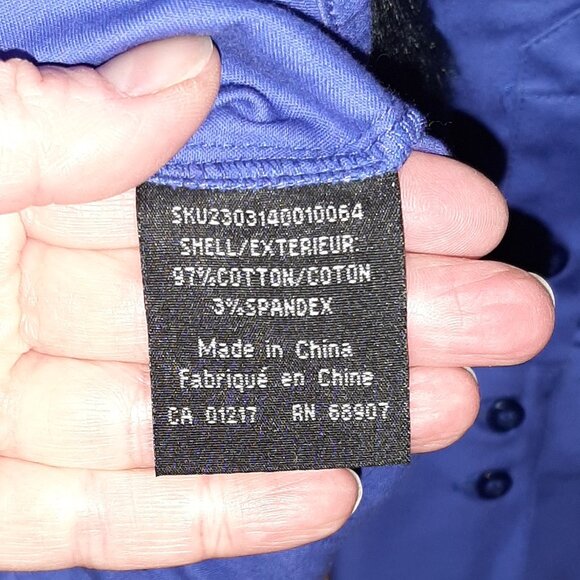 SKU2303140010064
SHELL/EXTERIEUR:
97%COTTON/COTON
3%SPANDEX
Made in China
Fabriqué en Chine
CA 01217 RN 68907